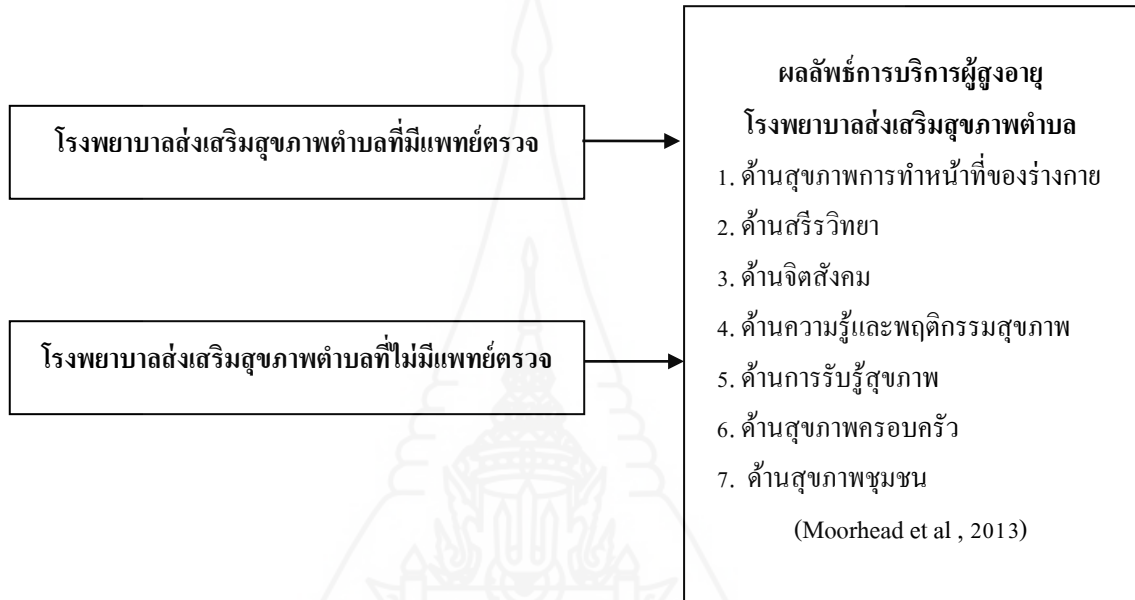 ผลลัพธ์การบริการผู้สูงอายุ
โรงพยาบาลส่งเสริมสุขภาพตำบล
โรงพยาบาลส่งเสริมสุขภาพตำบลที่มีแพทย์ตรวจ
1. ด้านสุขภาพการทำหน้าที่ของร่างกาย
2. ด้านสรีรวิทยา
3. ด้านจิตสังคม
4. ด้านความรู้และพฤติกรรมสุขภาพ
โรงพยาบาลส่งเสริมสุขภาพตำบลที่ไม่มีแพทย์ตรวจ
5. ด้านการรับรู้สุขภาพ
6. ด้านสุขภาพครอบครัว
7. ด้านสุขภาพชุมชน
(Moorhead et al , 2013)